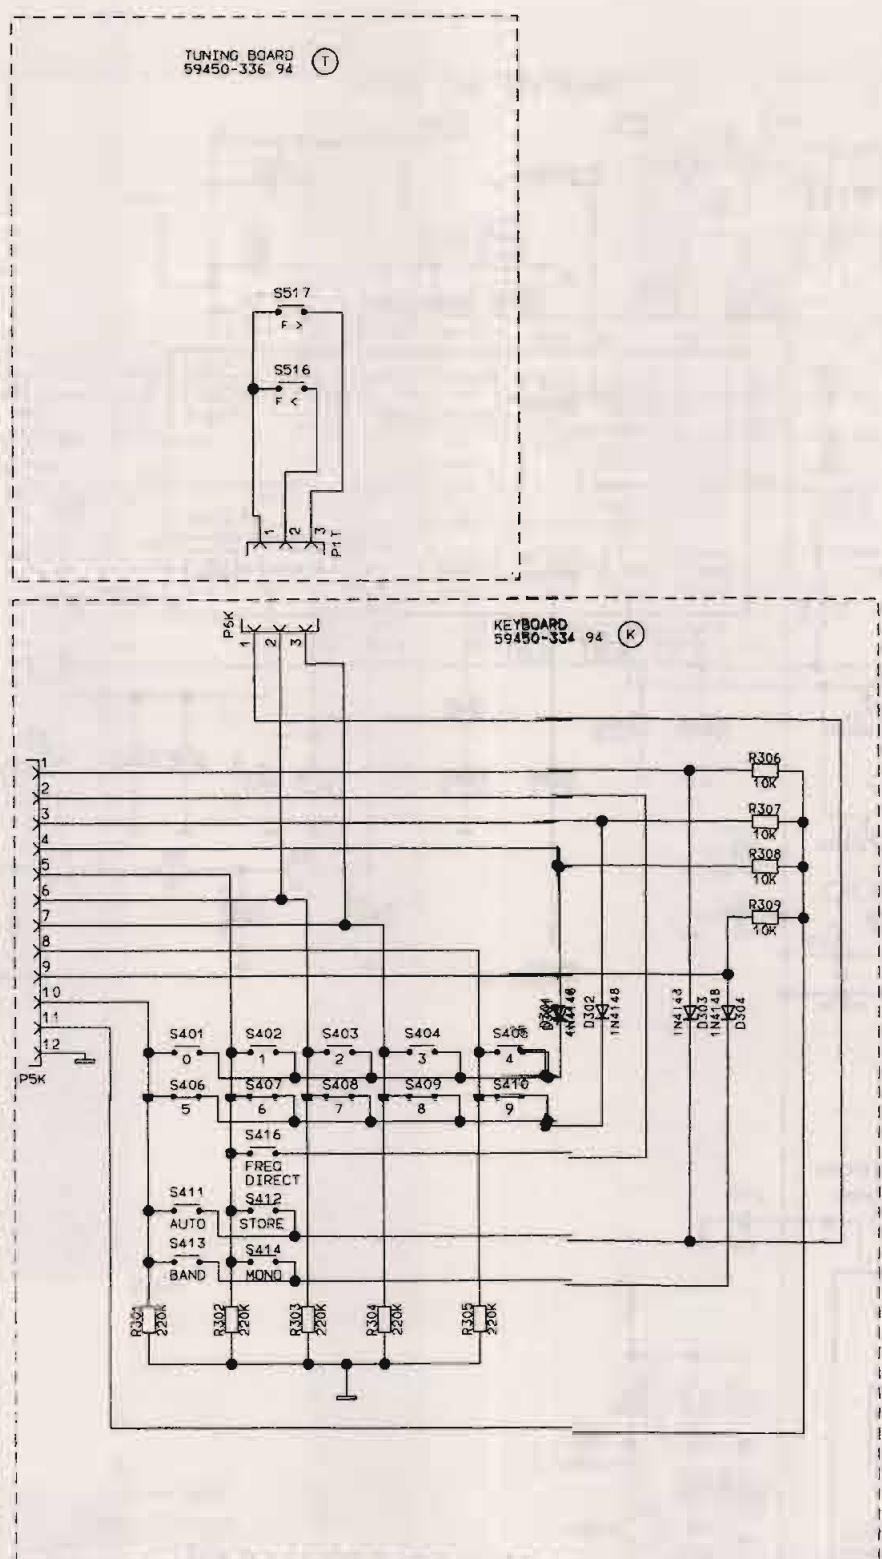 TUNING BOARD
59450-336 94
T
S517
F >
S516
F <
1
2
3
P1T
P6K
1
2
3
KEYBOARD
59450-334 94
K
1
2
3
4
5
6
7
8
9
10
11
12
P5K
R306
10K
R307
10K
R308
10K
R309
10K
D302
1N4148
D303
1N4148
D304
S401
0
S402
1
S403
2
S404
3
S405
4
S406
5
S407
6
S408
7
S409
8
S410
9
S416
FREQ
DIRECT
S411
AUTO
S412
STORE
S413
BAND
S414
MONO
R301
220K
R302
220K
R303
220K
R304
220K
R305
220K